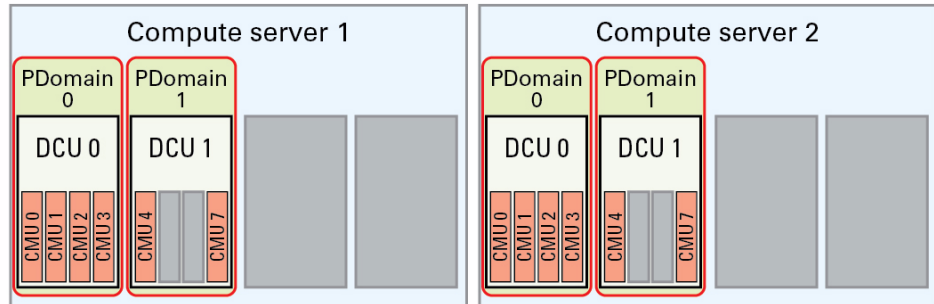 Compute server 1
PDomain
0
PDomain
1
DCU 0
DCU 1
CMU 0
CMU 1
CMU 2
CMU 3
CMU 4
CMU 7
Compute server 2
PDomain
0
PDomain
1
DCU 0
DCU 1
CMU 0
CMU 1
CMU 2
CMU 3
CMU 4
CMU 7